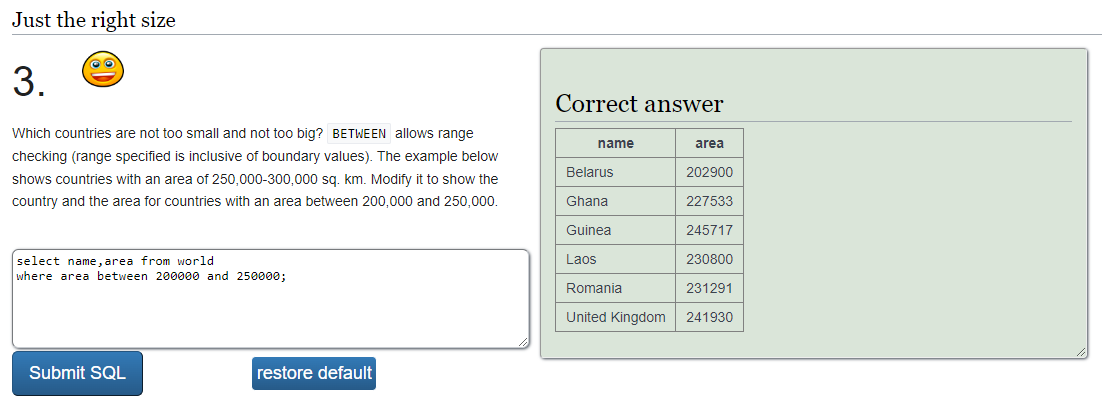 Just the right size
3.
Which countries are not too small and not too big? BETWEEN allows range
checking (range specified is inclusive of boundary values). The example below
shows countries with an area of 250,000-300,000 sq. km. Modify it to show the
country and the area for countries with an area between 200,000 and 250,000.
select name,area from world
where area between 200000 and 250000;
Submit SQL restore default
Correct answer
name area
Belarus 202900
Ghana 227533
Guinea 245717
Laos 230800
Romania 231291
United Kingdom 241930